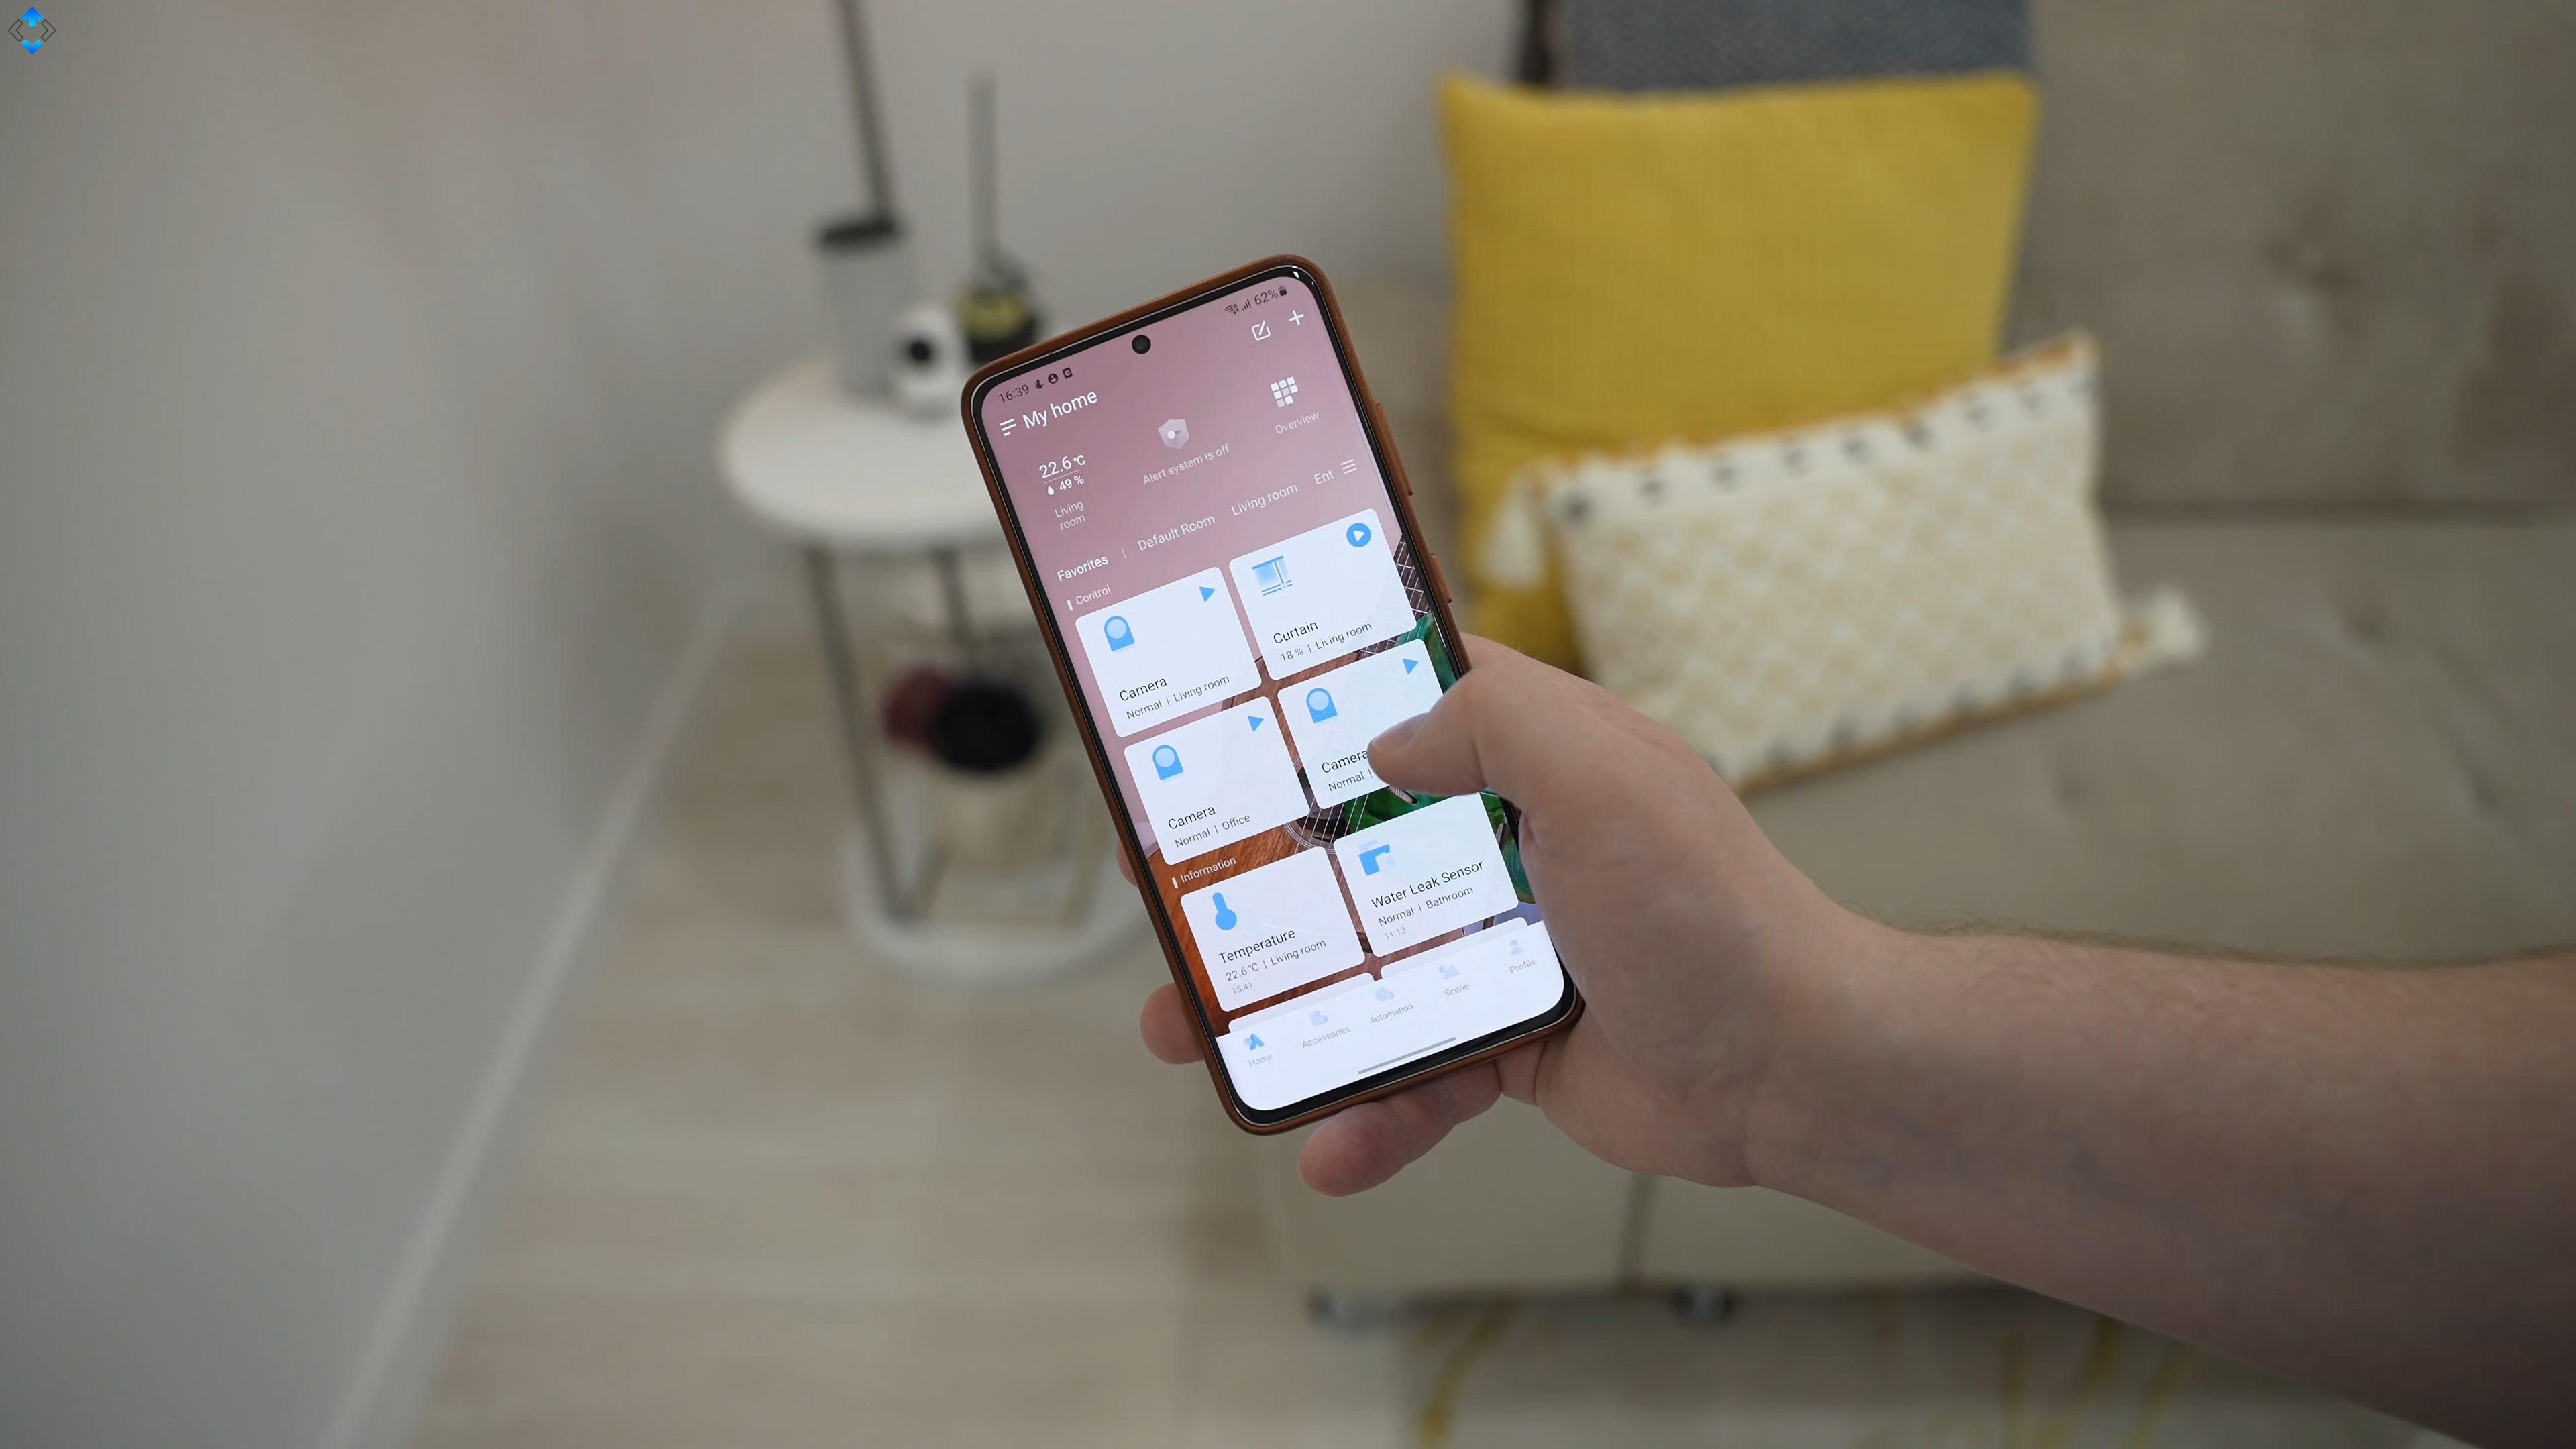 16:39
62%
My home
22.6 °C
49 %
Living
room
Alert system is off
Overview
Favorites | Default Room Living room Ent
Control
Camera
Normal | Living room
Curtain
18 % | Living room
Camera
Normal | Office
Camera
Normal |
Information
Temperature
22.6 °C | Living room
15:41
Water Leak Sensor
Normal | Bathroom
11:13
Home
Accessories
Automation
Scene
Profile